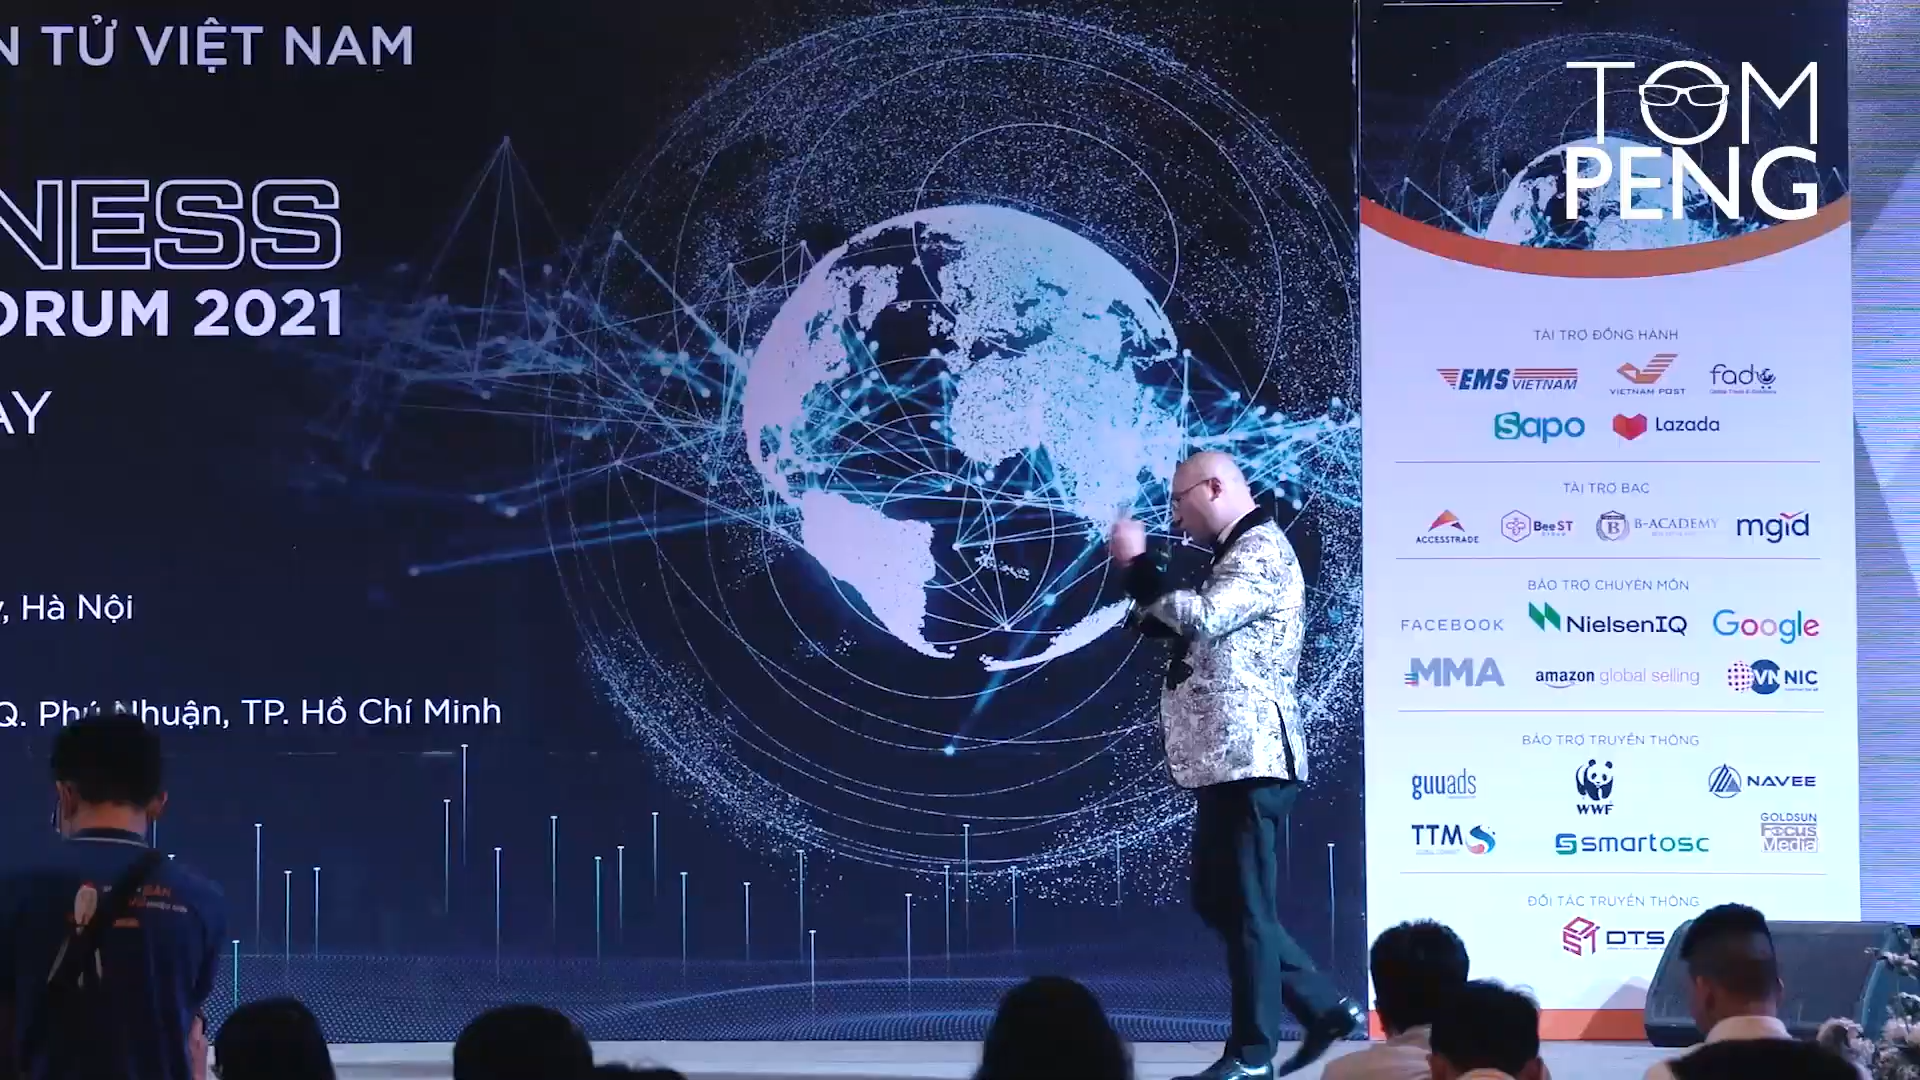 N TỬ VIỆT NAM
NESS
ORUM 2021
AY
, Hà Nội
Q. Phú Nhuận, TP. Hồ Chí Minh
TOM
PENG
TÀI TRỢ ĐỒNG HÀNH
EMS VIETNAM
VIETNAM POST
fado
Sapo
Lazada
TÀI TRỢ BẠC
ACCESSTRADE
BeeST
Group
B-ACADEMY
mgid
BẢO TRỢ CHUYÊN MÔN
FACEBOOK
NielsenIQ
Google
MMA
amazon global selling
VNNIC
BẢO TRỢ TRUYỀN THÔNG
guuads
WWF
NAVEE
TTM
smartosc
GOLDSUN
Focus
Media
ĐỐI TÁC TRUYỀN THÔNG
DTS